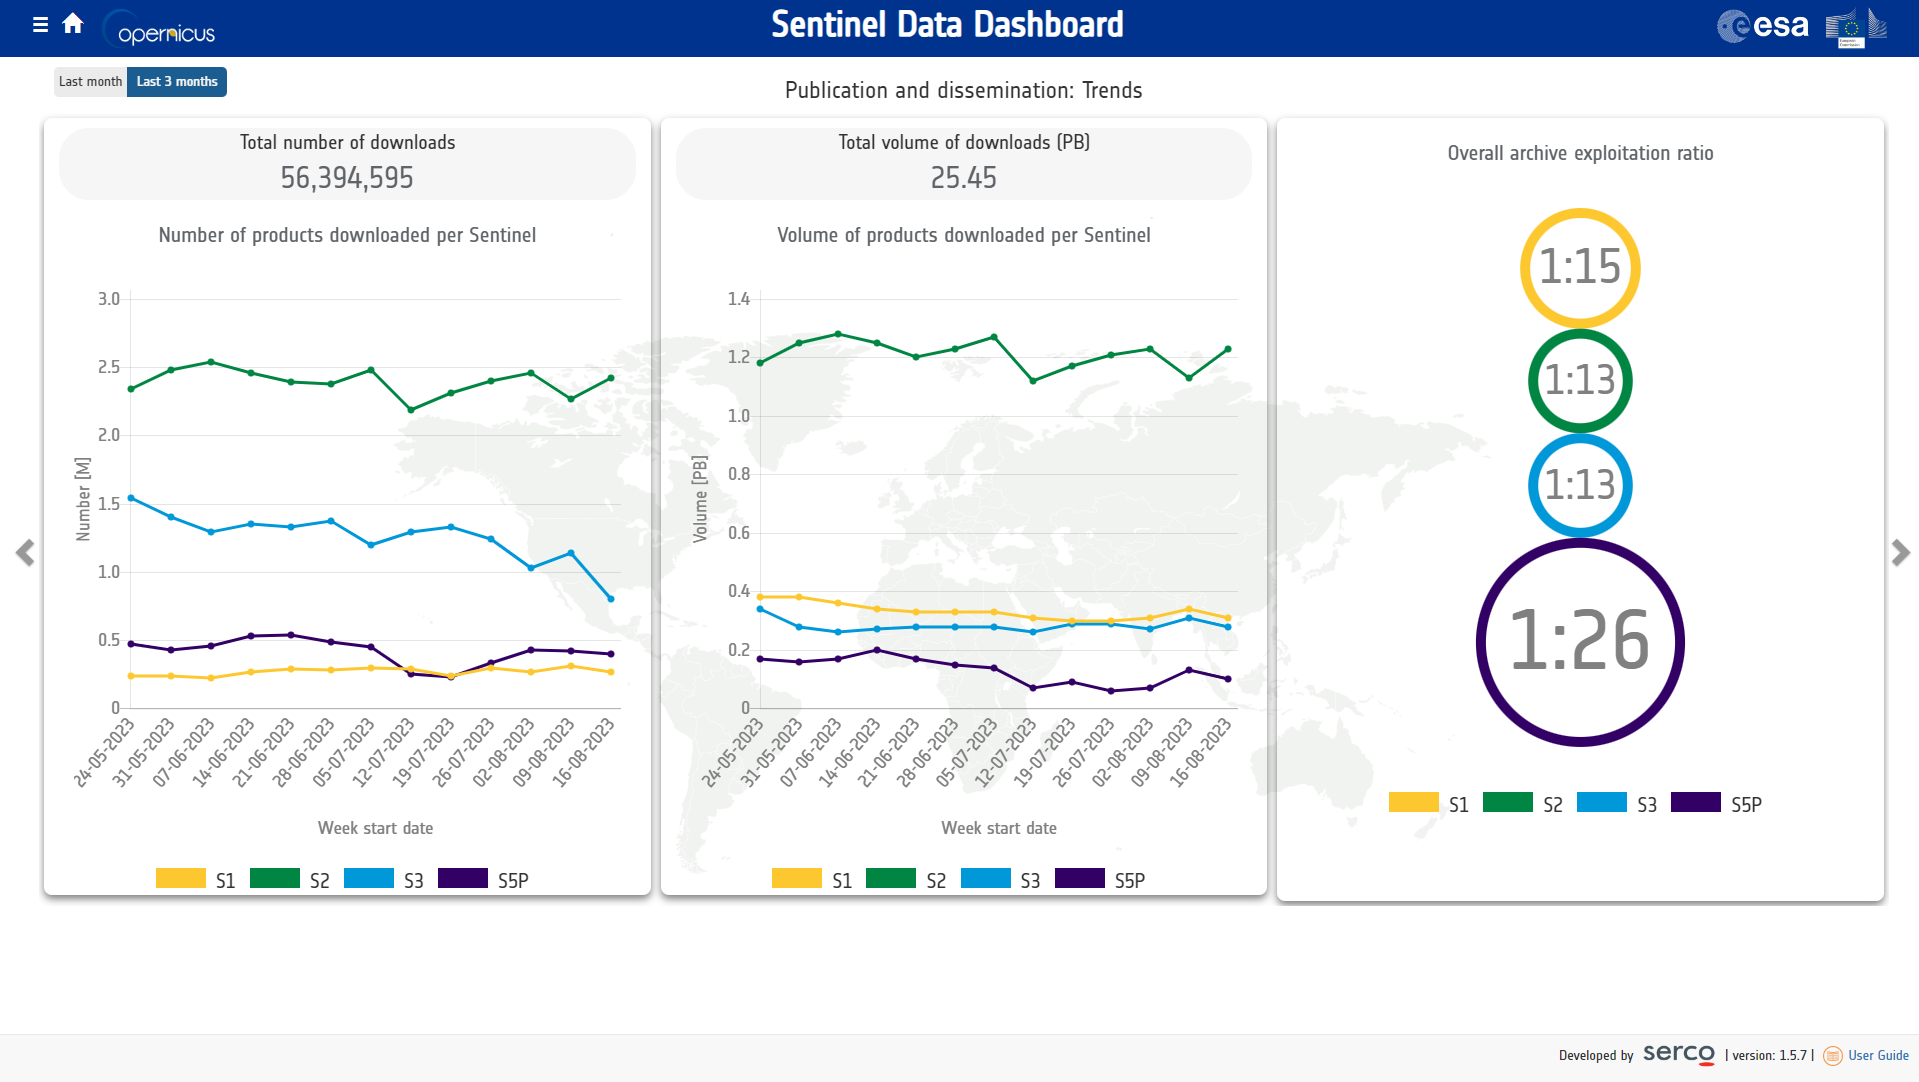 opernicus
Sentinel Data Dashboard
esa
Last month
Last 3 months
Publication and dissemination: Trends
Total number of downloads
56,394,595
Number of products downloaded per Sentinel
3.0
2.5
2.0
1.5
1.0
0.5
0
Number [M]
24-05-2023
31-05-2023
07-06-2023
14-06-2023
21-06-2023
28-06-2023
05-07-2023
12-07-2023
19-07-2023
26-07-2023
02-08-2023
09-08-2023
16-08-2023
Week start date
S1 S2 S3 S5P
Total volume of downloads (PB)
25.45
Volume of products downloaded per Sentinel
1.4
1.2
1.0
0.8
0.6
0.4
0.2
0
Volume [PB]
24-05-2023
31-05-2023
07-06-2023
14-06-2023
21-06-2023
28-06-2023
05-07-2023
12-07-2023
19-07-2023
26-07-2023
02-08-2023
09-08-2023
16-08-2023
Week start date
S1 S2 S3 S5P
Overall archive exploitation ratio
1:15
1:13
1:13
1:26
S1 S2 S3 S5P
Developed by serco | version: 1.5.7 | User Guide